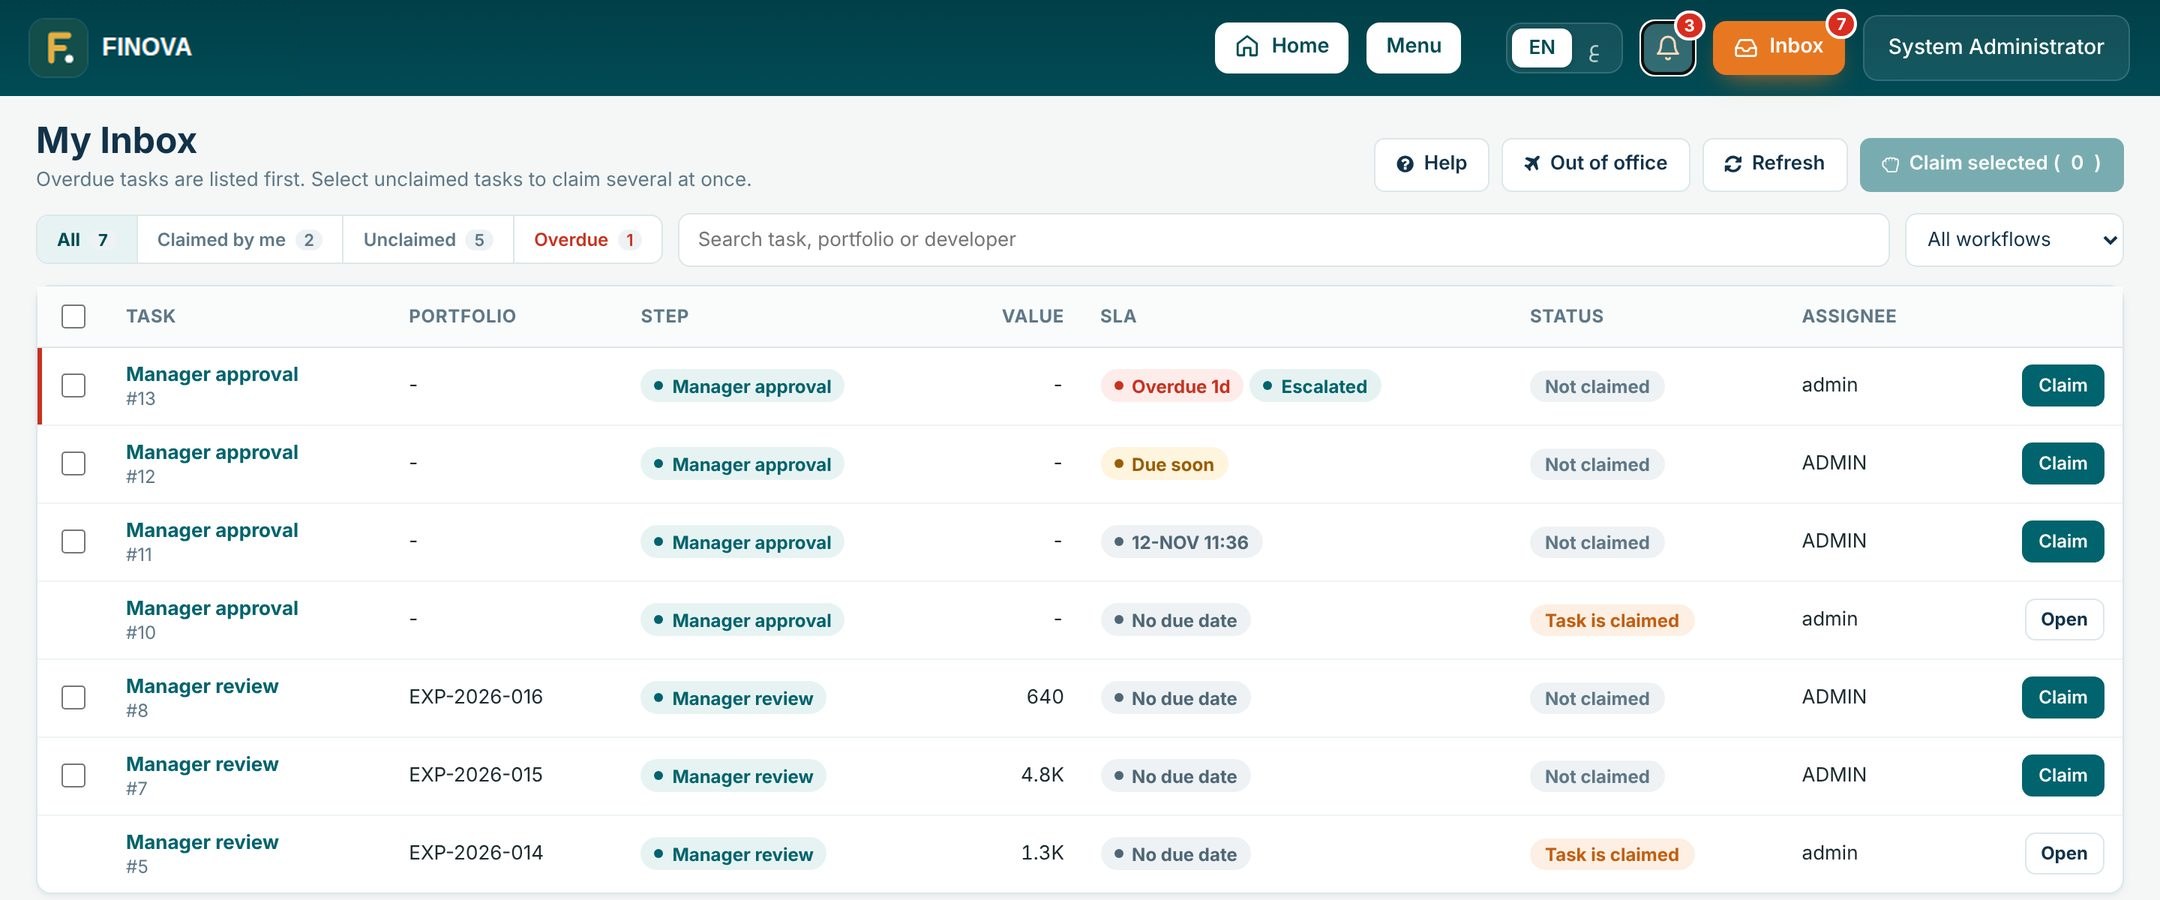 F. FINOVA Home Menu EN ع 3 Inbox 7 System Administrator
My Inbox
Overdue tasks are listed first. Select unclaimed tasks to claim several at once.
Help Out of office Refresh Claim selected ( 0 )
All 7 Claimed by me 2 Unclaimed 5 Overdue 1 Search task, portfolio or developer All workflows
TASK PORTFOLIO STEP VALUE SLA STATUS ASSIGNEE
Manager approval - Manager approval - Overdue 1d Escalated Not claimed admin Claim
#13
Manager approval - Manager approval - Due soon Not claimed ADMIN Claim
#12
Manager approval - Manager approval - 12-NOV 11:36 Not claimed ADMIN Claim
#11
Manager approval - Manager approval - No due date Task is claimed admin Open
#10
Manager review EXP-2026-016 Manager review 640 No due date Not claimed ADMIN Claim
#8
Manager review EXP-2026-015 Manager review 4.8K No due date Not claimed ADMIN Claim
#7
Manager review EXP-2026-014 Manager review 1.3K No due date Task is claimed admin Open
#5